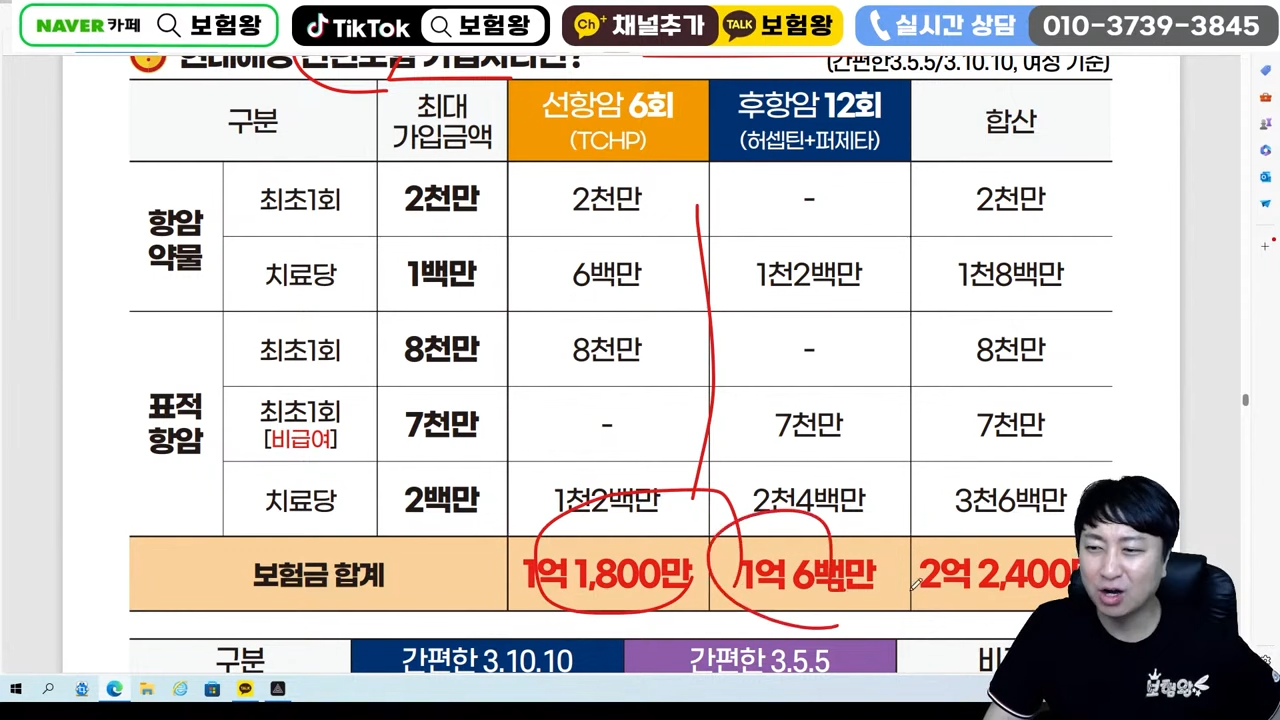 NAVER 카페 보험왕 TikTok 보험왕 Ch+ 채널추가 TALK 보험왕 실시간 상담 010-3739-3845
(간편한3.5.5/3.10.10, 여성 기준)
구분 최대 가입금액 선항암 6회 (TCHP) 후항암 12회 (허셉틴+퍼제타) 합산
항암 약물 최초1회 2천만 2천만 - 2천만
치료당 1백만 6백만 1천2백만 1천8백만
표적 항암 최초1회 8천만 8천만 - 8천만
최초1회 [비급여] 7천만 - 7천만 7천만
치료당 2백만 1천2백만 2천4백만 3천6백만
보험금 합계 1억 1,800만 1억 6백만 2억 2,400
구분 간편한 3.10.10 간편한 3.5.5
보험왕